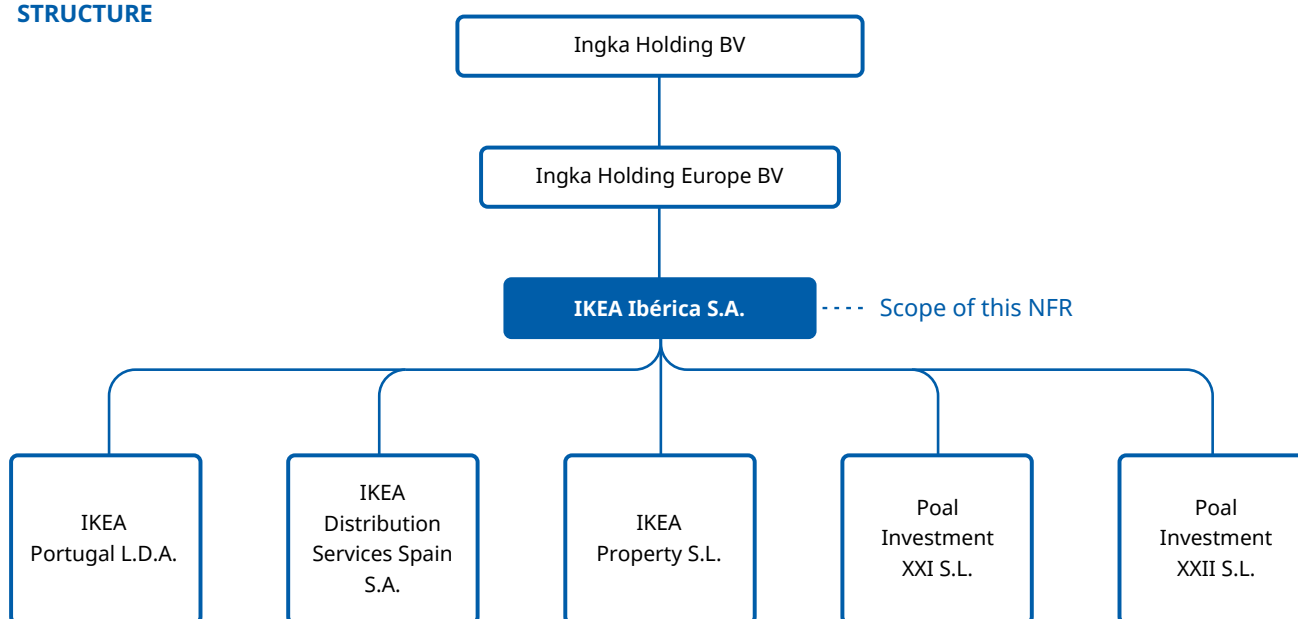 STRUCTURE
Ingka Holding BV
Ingka Holding Europe BV
IKEA Ibérica S.A.
Scope of this NFR
IKEA
Portugal L.D.A.
IKEA
Distribution
Services Spain
S.A.
IKEA
Property S.L.
Poal
Investment
XXI S.L.
Poal
Investment
XXII S.L.